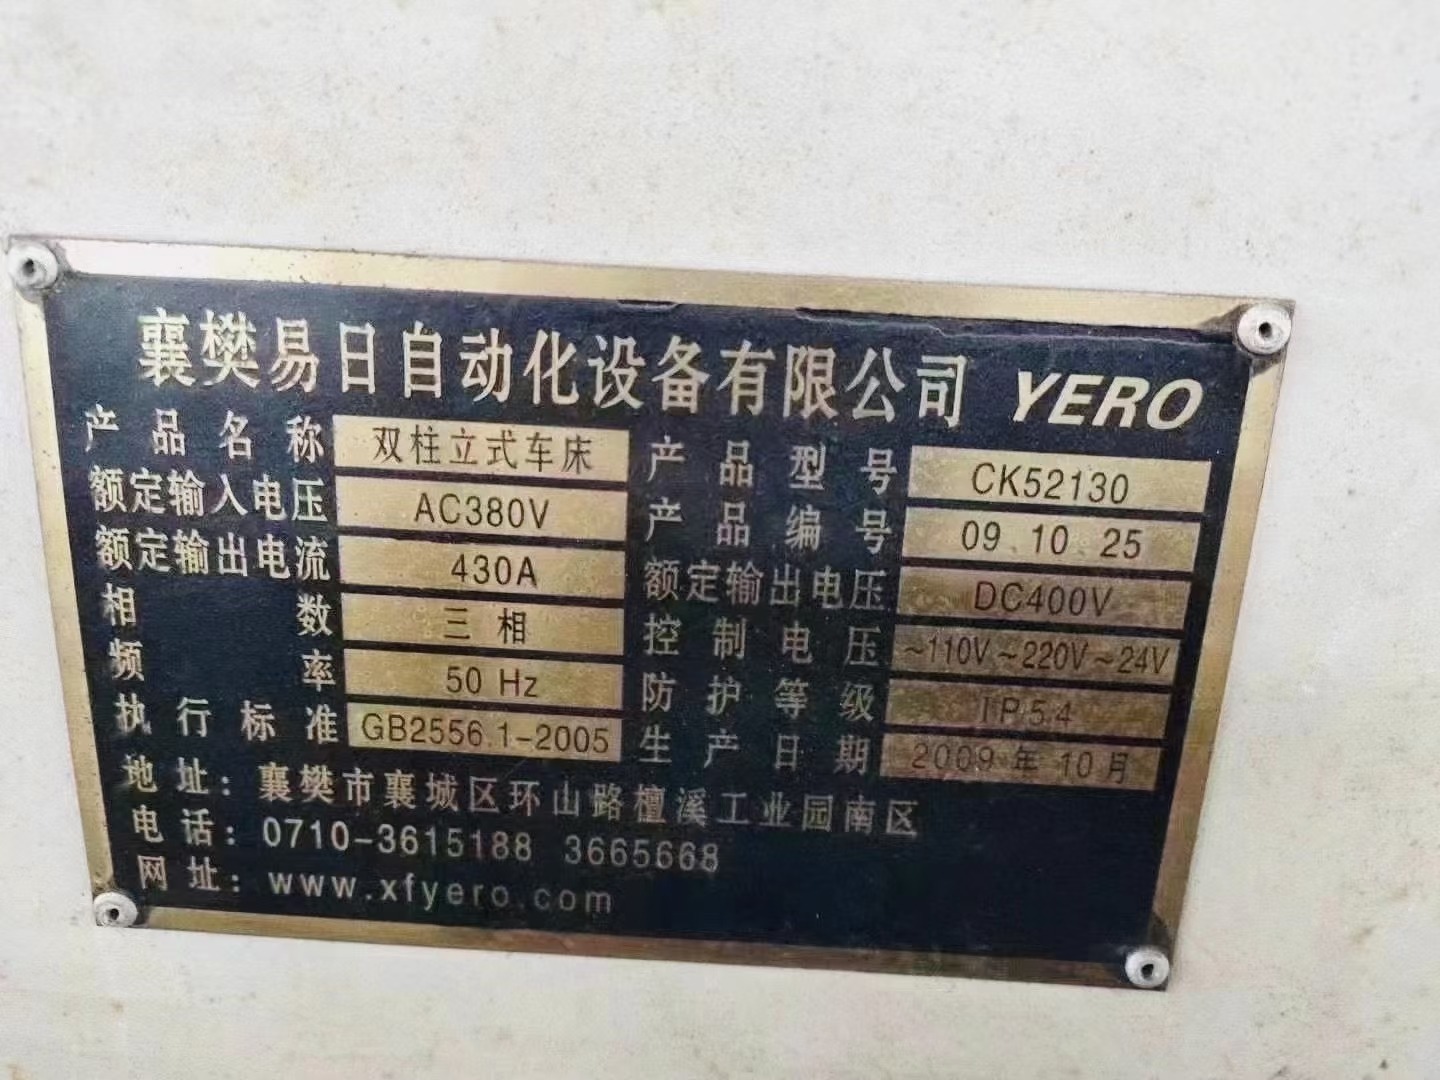 襄樊易日自动化设备有限公司 YERO
产品名称 双柱立式车床 产品型号 CK52130
额定输入电压 AC380V 产品编号 09.10.25
额定输出电流 430A 额定输出电压 DC400V
相数 三相 控制电压 ~110V~220V~24V
频率 50 Hz 防护等级 IP54
执行标准 GB2556.1-2005 生产日期 2009年10月
地址：襄樊市襄城区环山路檀溪工业园南区
电话：0710-3615188 3665668
网址：www.xfyero.com